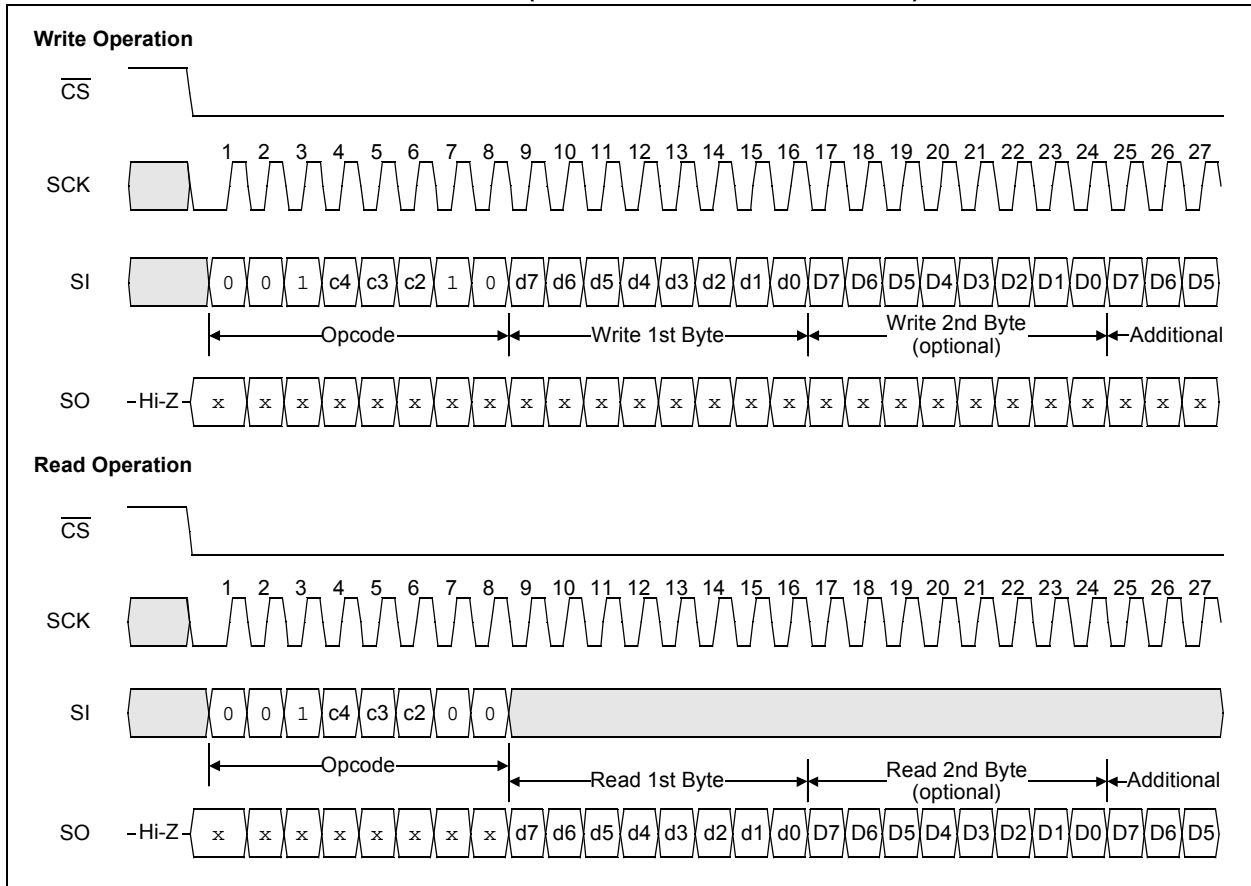 Write Operation
CS
1 2 3 4 5 6 7 8 9 10 11 12 13 14 15 16 17 18 19 20 21 22 23 24 25 26 27
SCK
SI 0 0 1 c4 c3 c2 1 0 d7 d6 d5 d4 d3 d2 d1 d0 D7 D6 D5 D4 D3 D2 D1 D0 D7 D6 D5
Opcode Write 1st Byte Write 2nd Byte (optional) Additional
SO Hi-Z x x x x x x x x x x x x x x x x x x x x x x x x x x x
Read Operation
CS
1 2 3 4 5 6 7 8 9 10 11 12 13 14 15 16 17 18 19 20 21 22 23 24 25 26 27
SCK
SI 0 0 1 c4 c3 c2 0 0
Opcode Read 1st Byte Read 2nd Byte (optional) Additional
SO Hi-Z x x x x x x x x d7 d6 d5 d4 d3 d2 d1 d0 D7 D6 D5 D4 D3 D2 D1 D0 D7 D6 D5